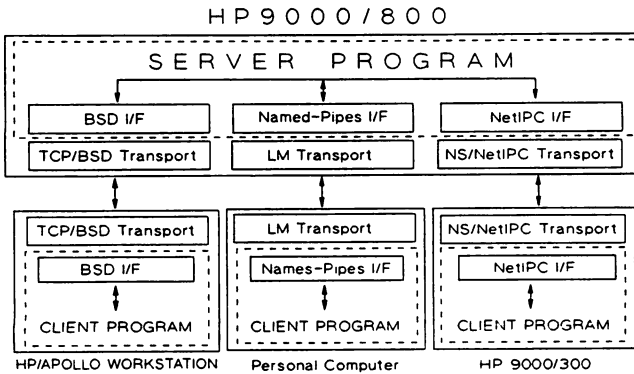 HP9000/800
SERVER PROGRAM
BSD I/F Named-Pipes I/F NetIPC I/F
TCP/BSD Transport LM Transport NS/NetIPC Transport
TCP/BSD Transport LM Transport NS/NetIPC Transport
BSD I/F Names-Pipes I/F NetIPC I/F
CLIENT PROGRAM CLIENT PROGRAM CLIENT PROGRAM
HP/APOLLO WORKSTATION Personal Computer HP 9000/300